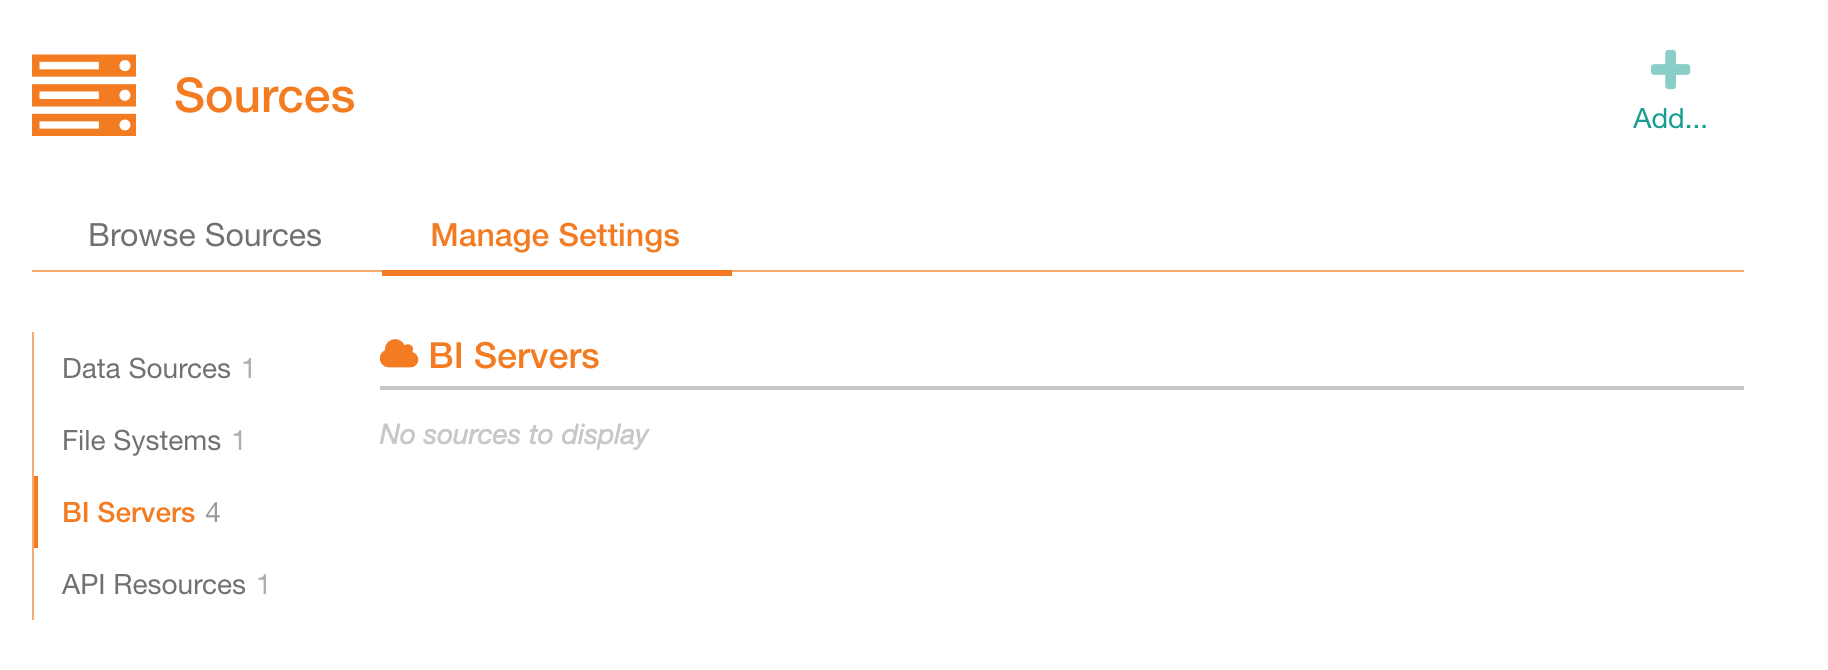 Sources
Add...
Browse Sources
Manage Settings
Data Sources 1
File Systems 1
BI Servers 4
API Resources 1
BI Servers
No sources to display